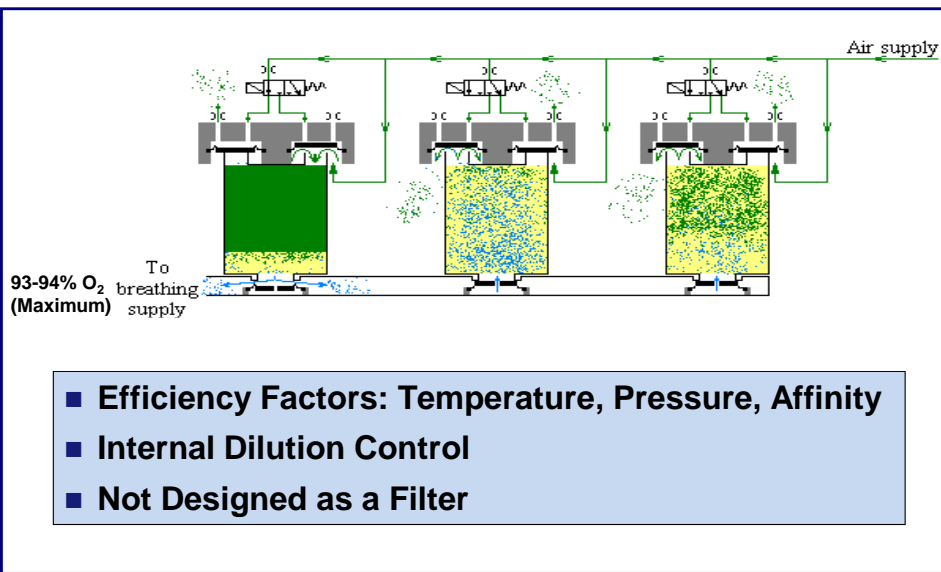 Air supply
93-94% O₂
(Maximum)
To
breathing
supply
■ Efficiency Factors: Temperature, Pressure, Affinity
■ Internal Dilution Control
■ Not Designed as a Filter